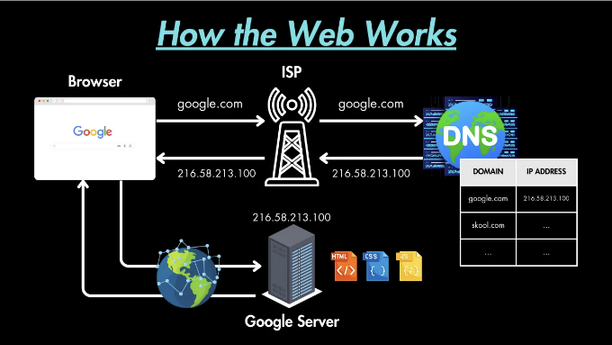 How the Web Works
Browser
ISP
google.com
google.com
Google
216.58.213.100
216.58.213.100
DNS
DOMAIN IP ADDRESS
google.com 216.58.213.100
skool.com ...
... ...
216.58.213.100
HTML
CSS
JS
Google Server